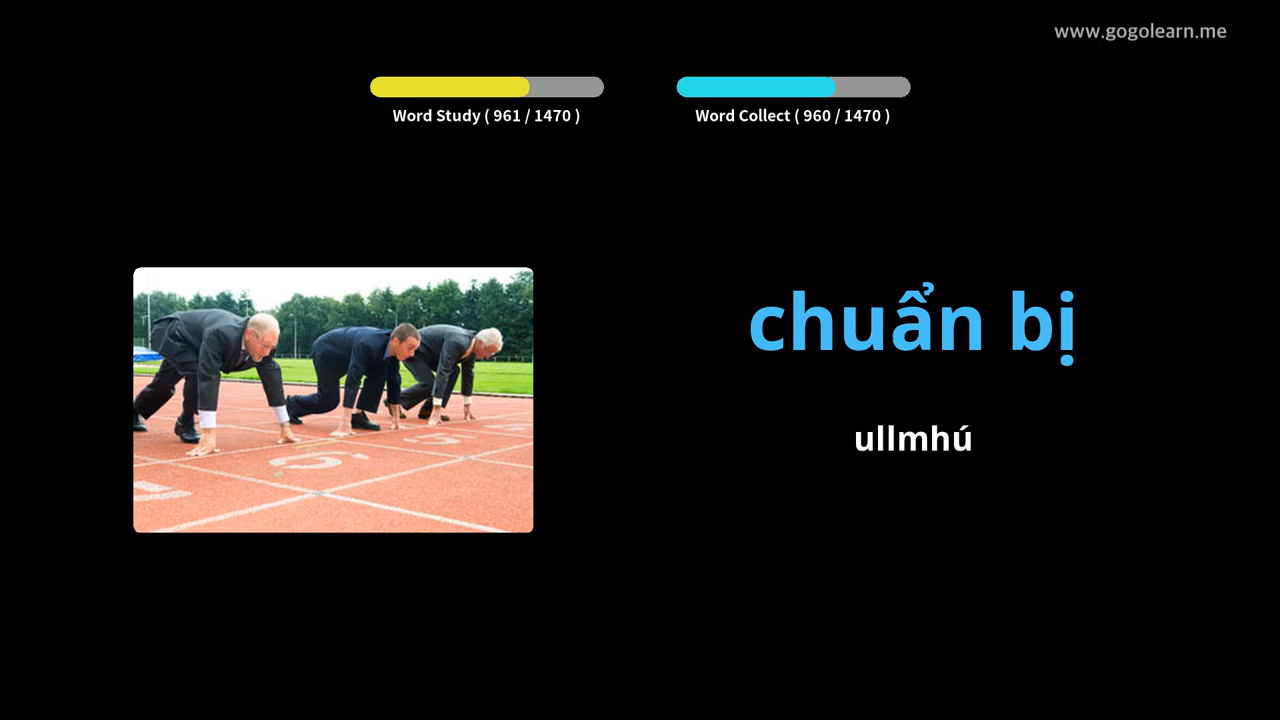 www.gogolearn.me
Word Study ( 961 / 1470 )
Word Collect ( 960 / 1470 )
chuẩn bị
ullmhú